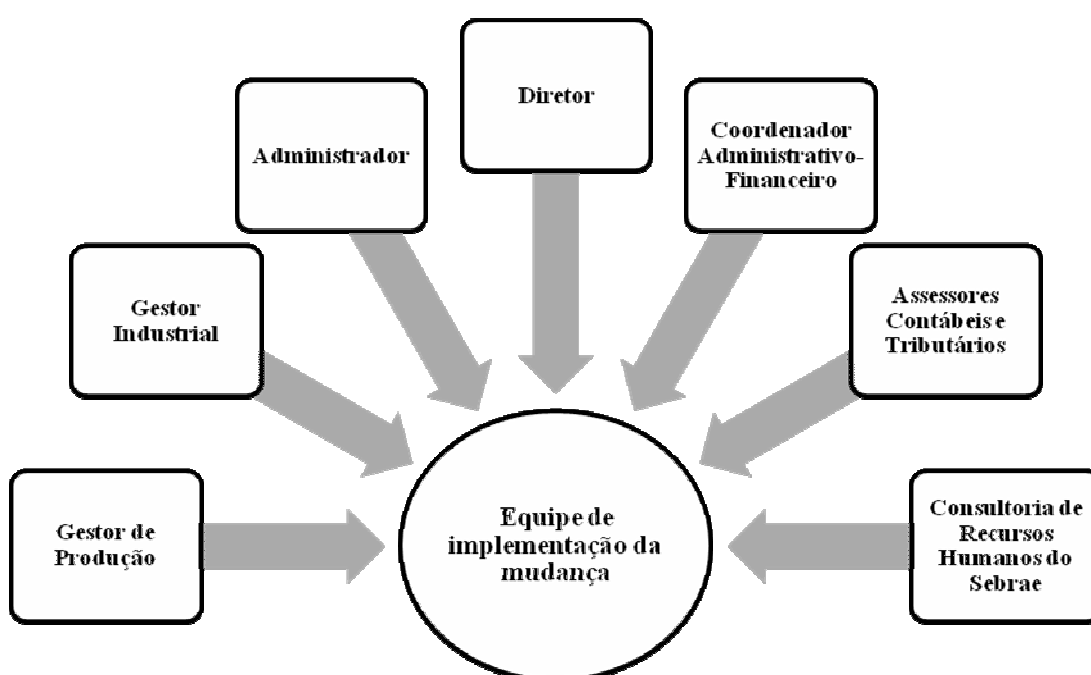 Diretor
Administrador
Coordenador
Administrativo-
Financeiro
Gestor
Industrial
Assessores
Contábeis e
Tributários
Gestor de
Produção
Equipe de
implementação da
mudança
Consultoria de
Recursos
Humanos do
Sebrae